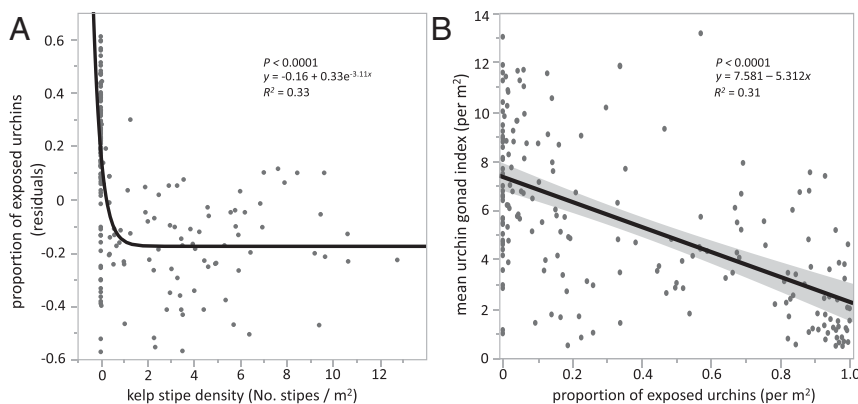 A
0.6
0.4
0.2
0
-0.2
-0.4
-0.6
proportion of exposed urchins
(residuals)
P < 0.0001
y = -0.16 + 0.33e^-3.11x
R² = 0.33
0 2 4 6 8 10 12
kelp stipe density (No. stipes / m²)
B
14
12
10
8
6
4
2
0
mean urchin gonad index (per m²)
P < 0.0001
y = 7.581 – 5.312x
R² = 0.31
0 0.2 0.4 0.6 0.8 1.0
proportion of exposed urchins (per m²)